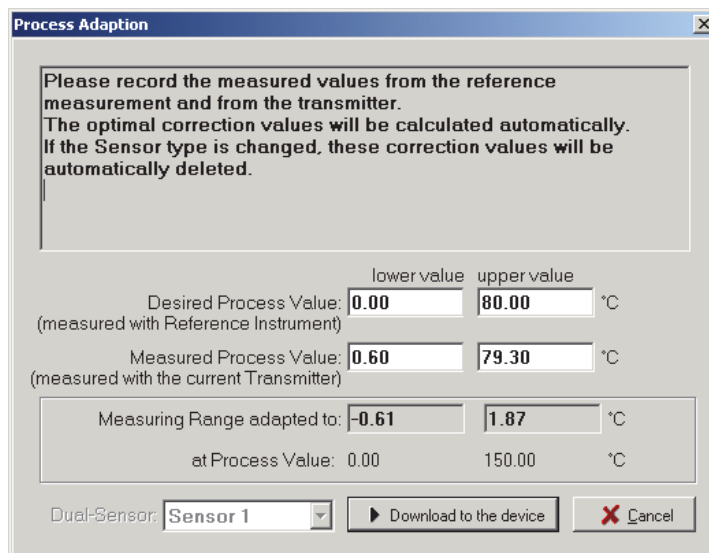 Process Adaption
Please record the measured values from the reference
measurement and from the transmitter.
The optimal correction values will be calculated automatically.
If the Sensor type is changed, these correction values will be
automatically deleted.
lower value upper value
Desired Process Value: 0.00 80.00 °C
(measured with Reference Instrument)
Measured Process Value: 0.60 79.30 °C
(measured with the current Transmitter)
Measuring Range adapted to: -0.61 1.87 °C
at Process Value: 0.00 150.00 °C
Dual-Sensor: Sensor 1 Download to the device Cancel